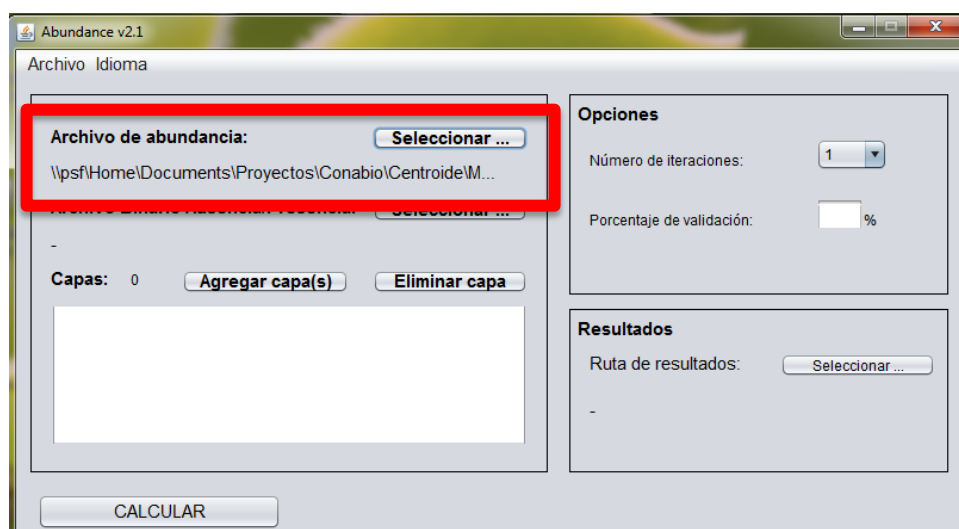 Abundance v2.1
Archivo Idioma
Archivo de abundancia: Seleccionar ...
\\psf\Home\Documents\Proyectos\Conabio\Centroide\M...
Seleccionar ...
-
Capas: 0 Agregar capa(s) Eliminar capa
Opciones
Número de iteraciones: 1
Porcentaje de validación: %
Resultados
Ruta de resultados: Seleccionar ...
-
CALCULAR